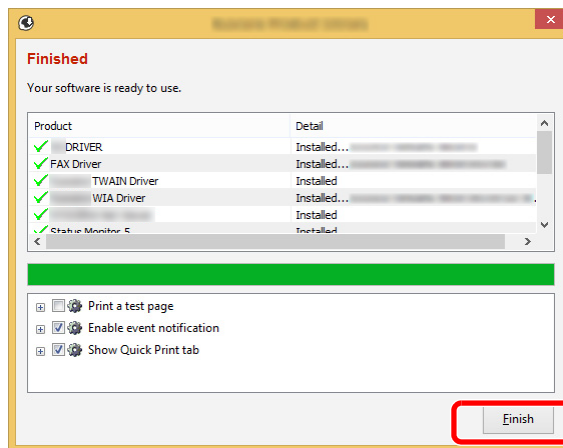 Finished
Your software is ready to use.
Product Detail
DRIVER Installed...
FAX Driver Installed...
TWAIN Driver Installed
WIA Driver Installed...
Installed
Status Monitor 5 Installed
Print a test page
Enable event notification
Show Quick Print tab
Finish